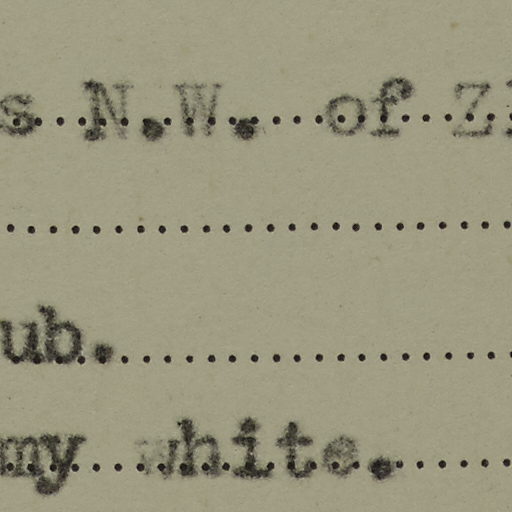 s N.W. of Z
ub.
my white.